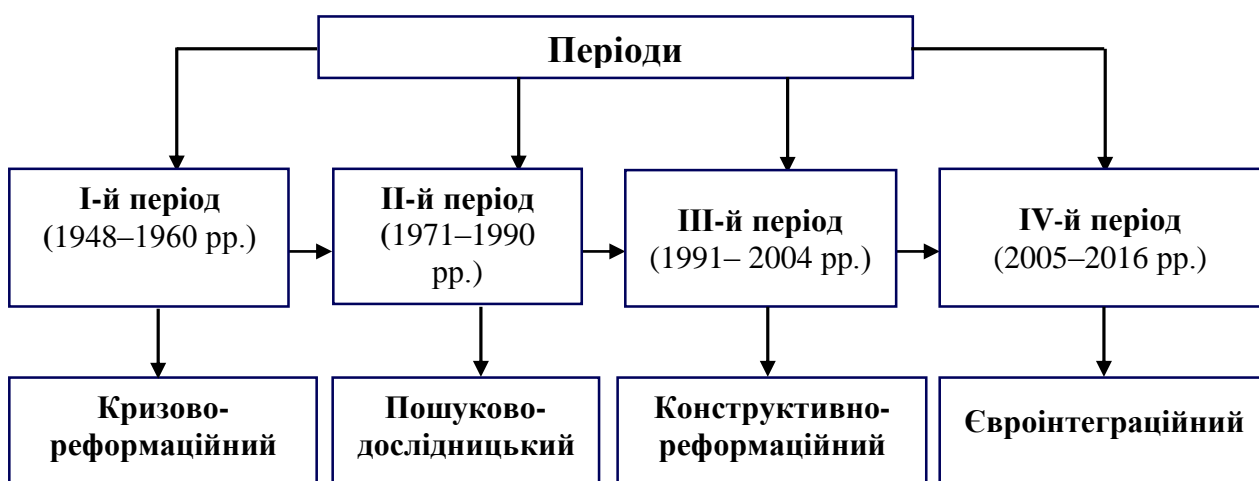 Періоди
І-й період
(1948–1960 рр.)
ІІ-й період
(1971–1990
рр.)
ІІІ-й період
(1991– 2004 рр.)
IV-й період
(2005–2016 рр.)
Кризово-
реформаційний
Пошуково-
дослідницький
Конструктивно-
реформаційний
Євроінтеграційний